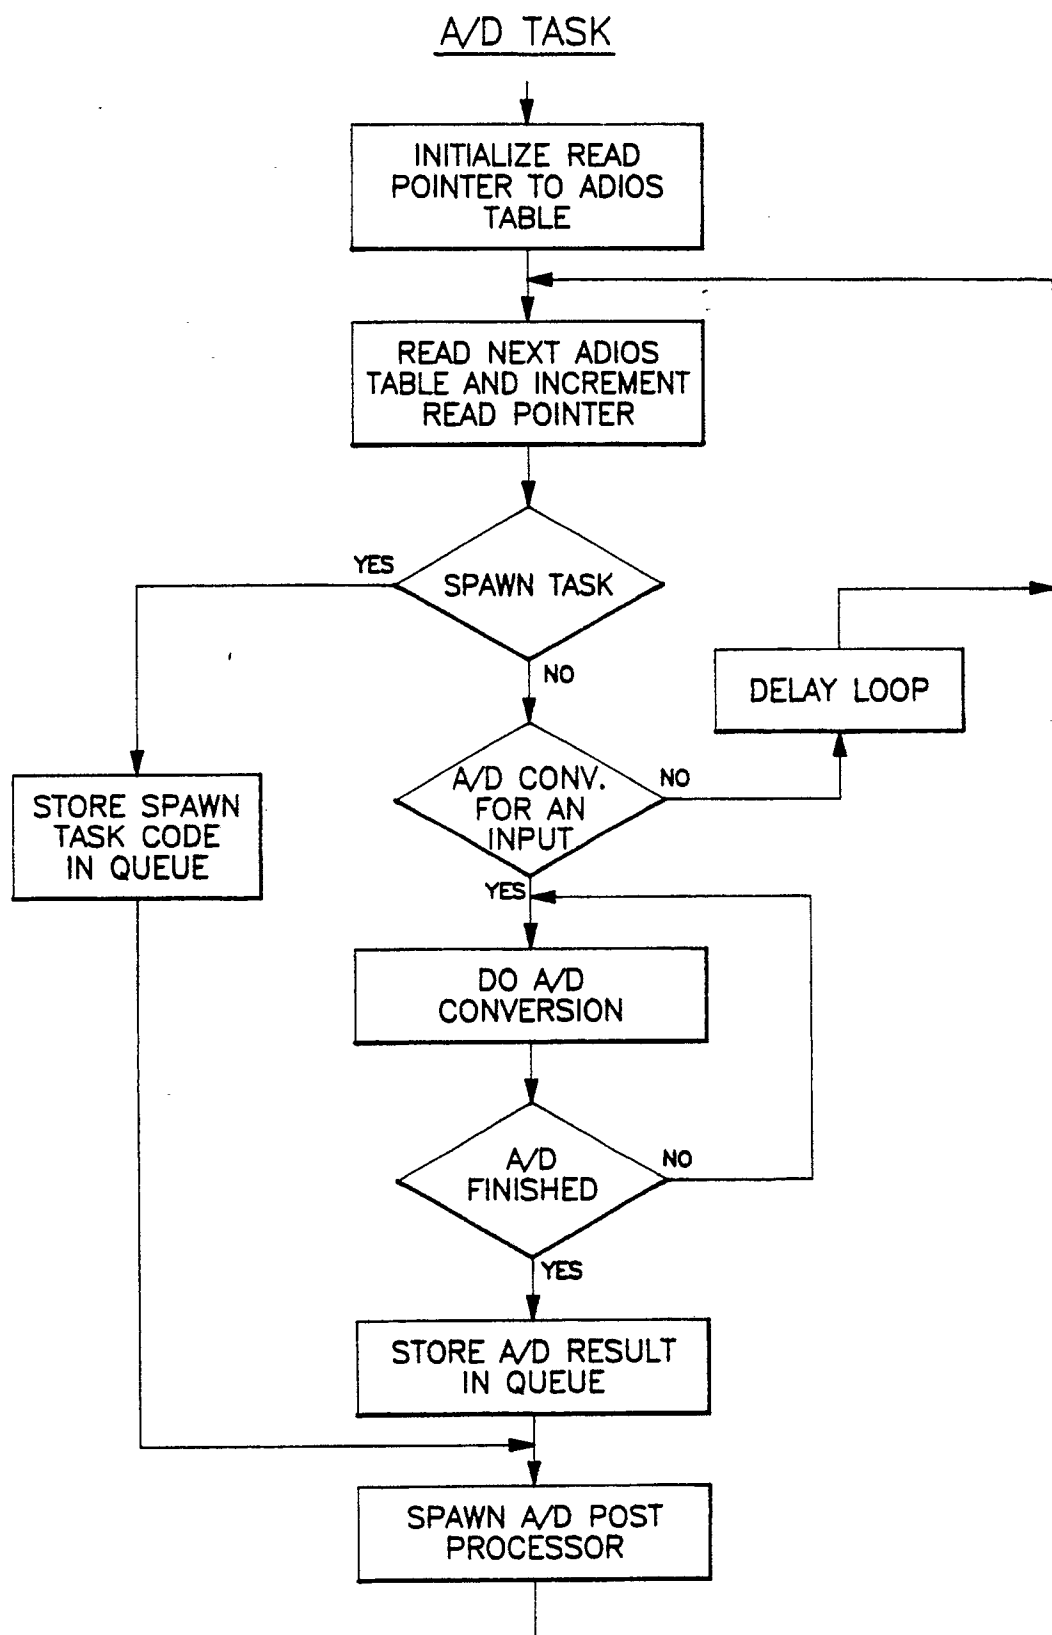 A/D TASK
INITIALIZE READ
POINTER TO ADIOS
TABLE
READ NEXT ADIOS
TABLE AND INCREMENT
READ POINTER
YES
SPAWN TASK
NO
DELAY LOOP
A/D CONV.
FOR AN
INPUT
NO
STORE SPAWN
TASK CODE
IN QUEUE
YES
DO A/D
CONVERSION
A/D
FINISHED
NO
YES
STORE A/D RESULT
IN QUEUE
SPAWN A/D POST
PROCESSOR